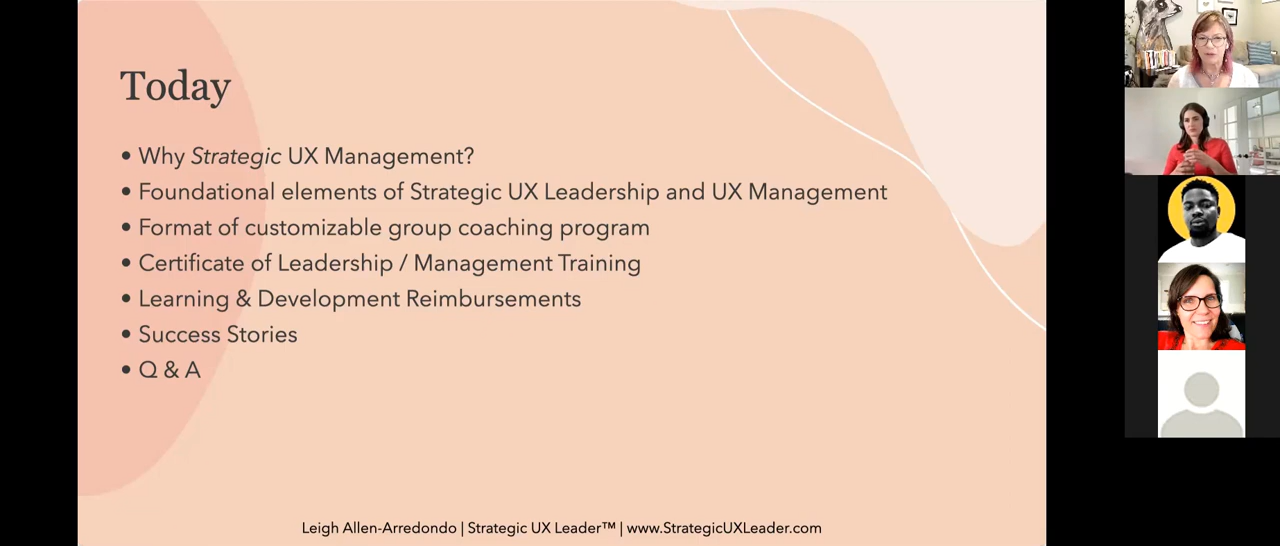 Today
• Why Strategic UX Management?
• Foundational elements of Strategic UX Leadership and UX Management
• Format of customizable group coaching program
• Certificate of Leadership / Management Training
• Learning & Development Reimbursements
• Success Stories
• Q & A
Leigh Allen-Arredondo | Strategic UX Leader™ | www.StrategicUXLeader.com